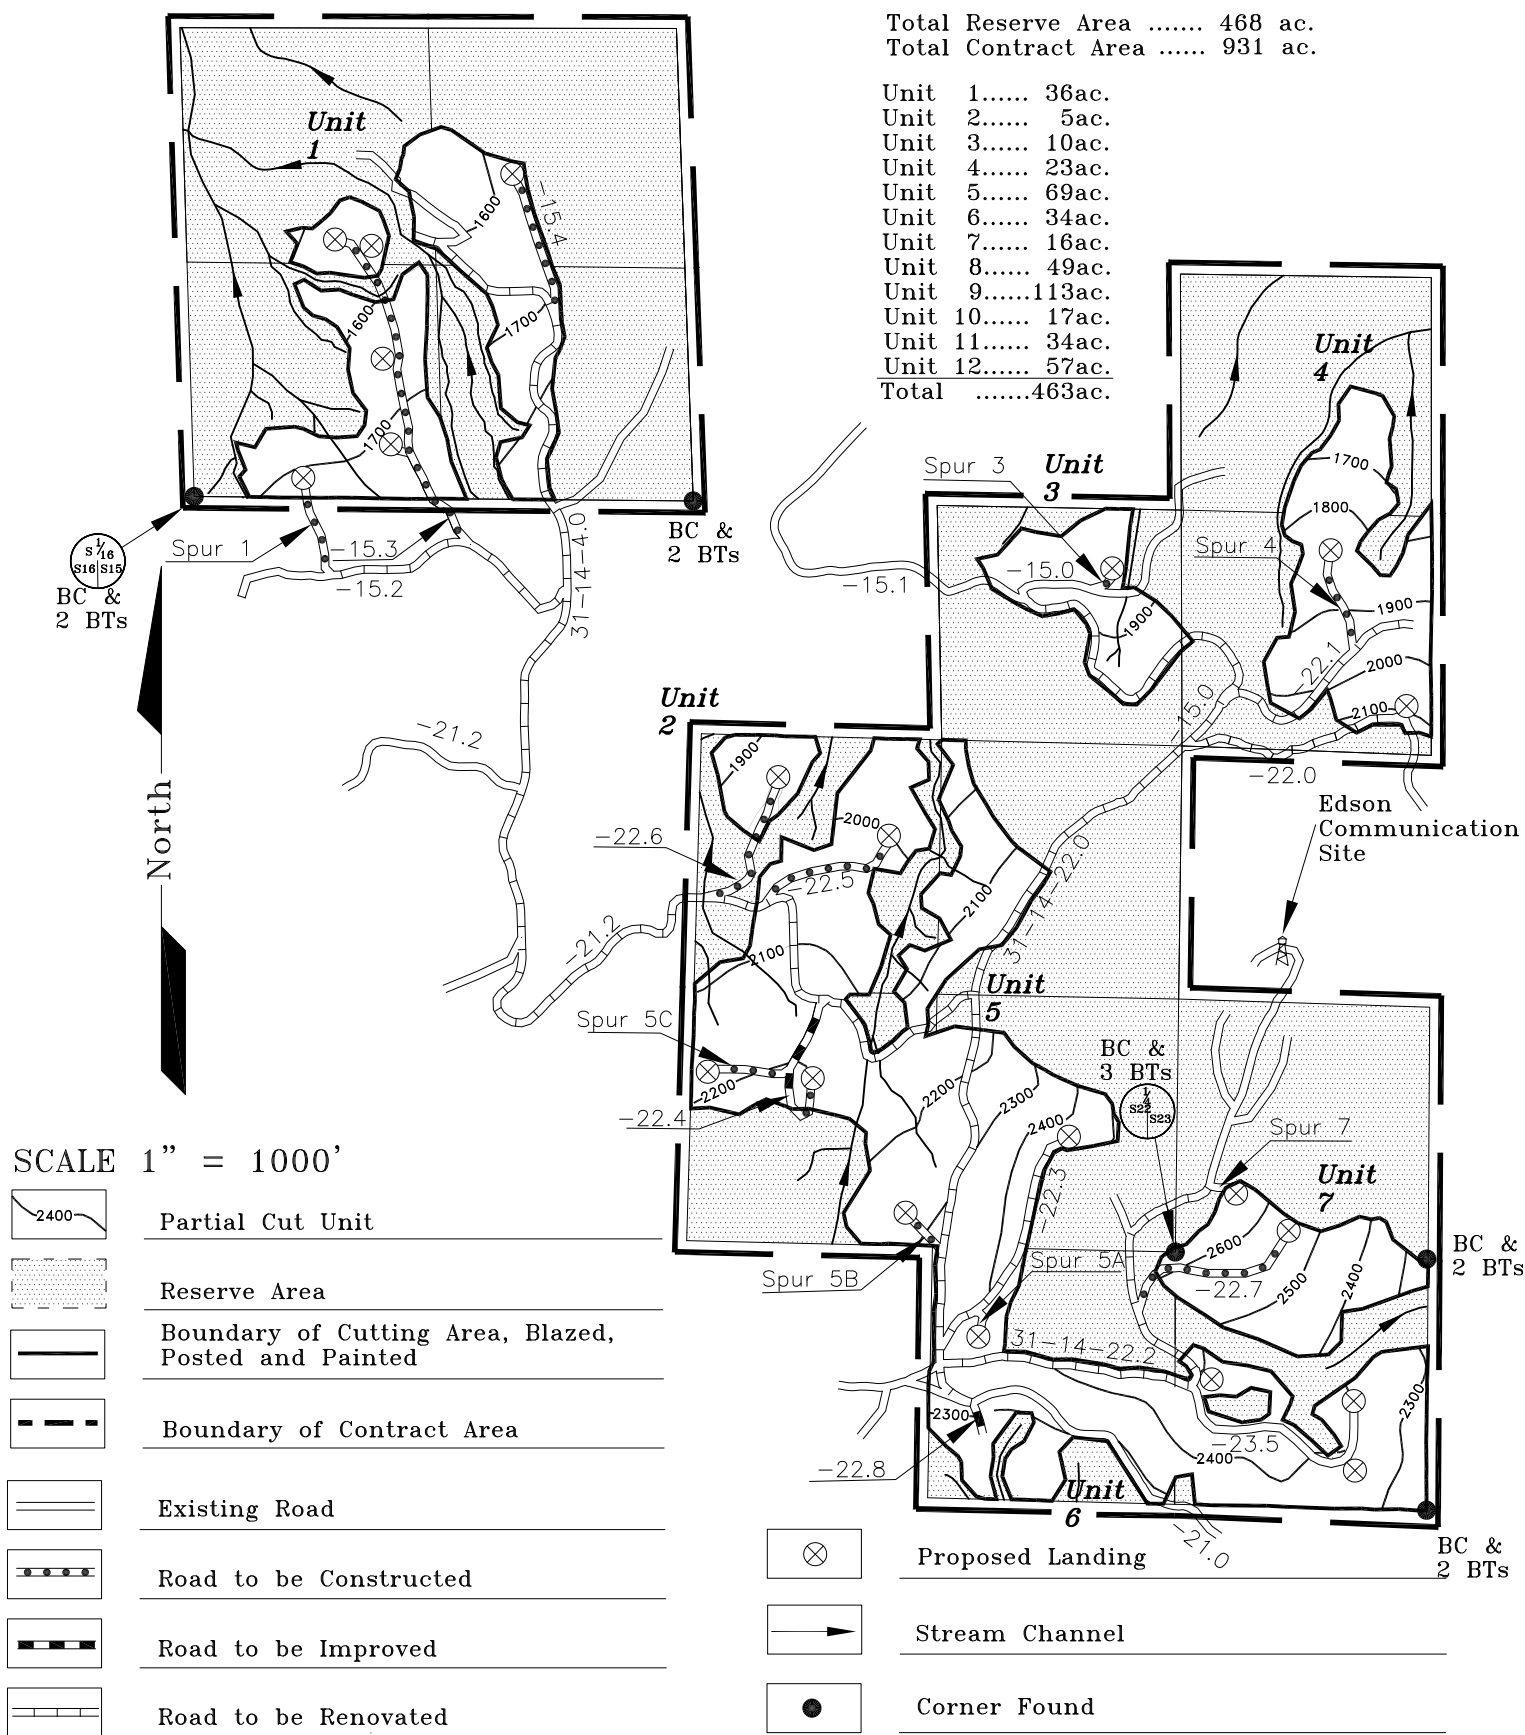 Total Reserve Area ....... 468 ac.
Total Contract Area ...... 931 ac.
Unit 1...... 36ac.
Unit 2...... 5ac.
Unit 3...... 10ac.
Unit 4...... 23ac.
Unit 5...... 69ac.
Unit 6...... 34ac.
Unit 7...... 16ac.
Unit 8...... 49ac.
Unit 9......113ac.
Unit 10...... 17ac.
Unit 11...... 34ac.
Unit 12...... 57ac.
Total .......463ac.
Unit
1
1600
-15.4
1600
1700
1700
S 1/16
S16 S15
BC &
2 BTs
Spur 1
-15.3
-15.2
31-14-4.0
BC &
2 BTs
Unit
4
1700
1800
Spur 4
1900
-22.1
2000
2100
Spur 3
Unit
3
-15.1
-15.0
1900
-15.0
-22.0
Edson
Communication
Site
North
-21.2
Unit
2
1900
-22.6
2000
-22.5
2100
31-14-22.0
-21.2
2100
Unit
5
Spur 5C
2200
-22.4
2200
2300
2400
BC &
3 BTs
1/4
S22
S23
Spur 7
-22.3
Unit
7
2600
-22.7
2500
2400
BC &
2 BTs
Spur 5A
Spur 5B
31-14-22.2
2300
2300
-22.8
-23.5
2400
Unit
6
-21.0
BC &
2 BTs
SCALE 1" = 1000'
2400
Partial Cut Unit
Reserve Area
Boundary of Cutting Area, Blazed,
Posted and Painted
Boundary of Contract Area
Existing Road
Road to be Constructed
Road to be Improved
Road to be Renovated
Proposed Landing
Stream Channel
Corner Found